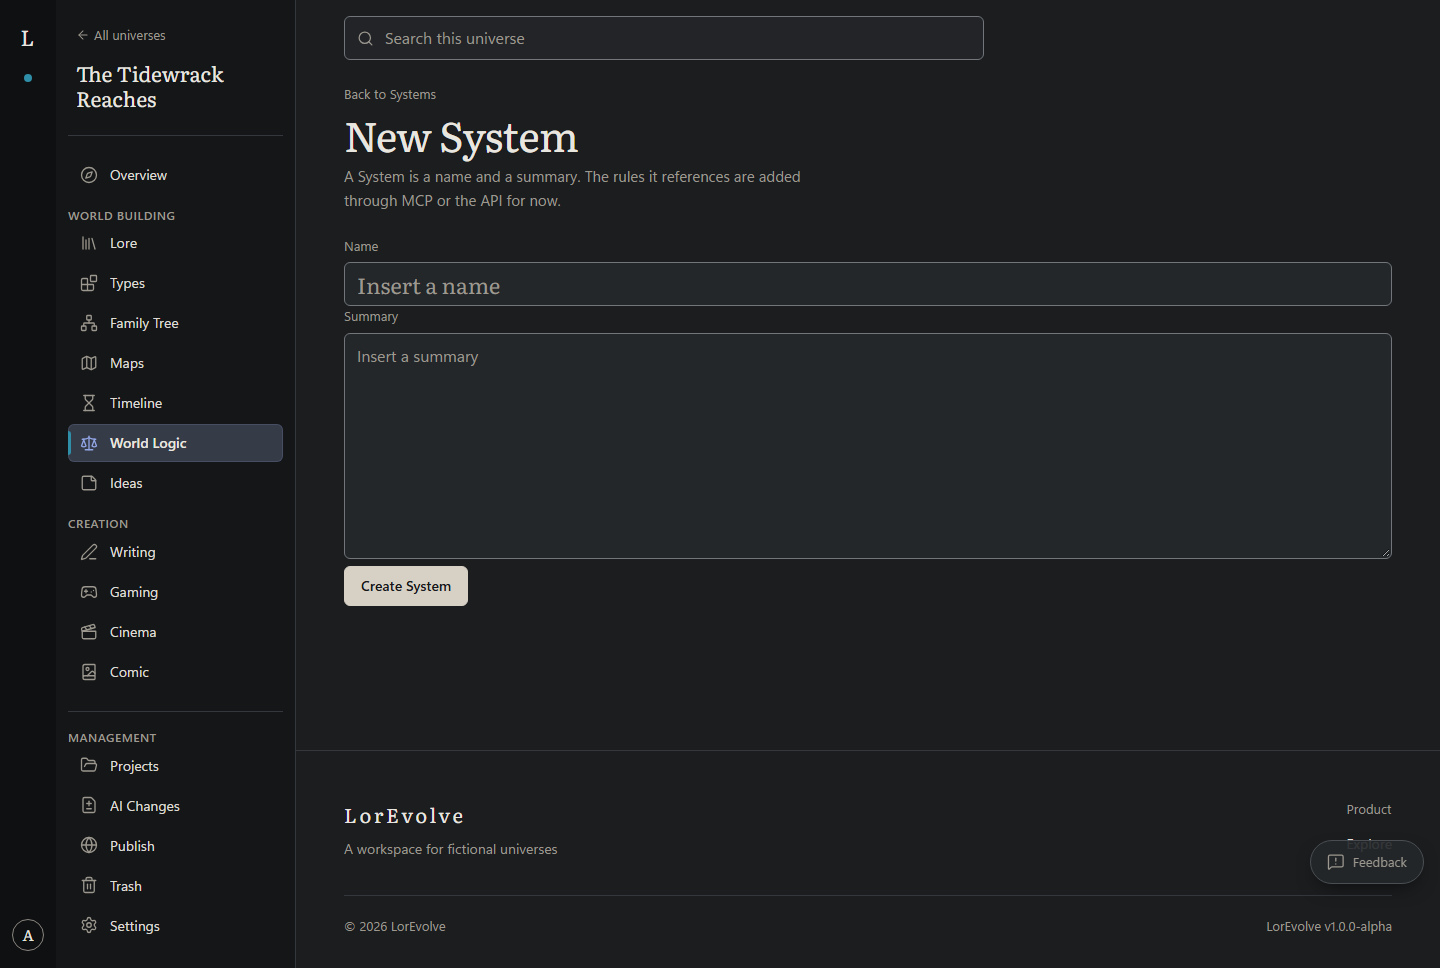 L
All universes
The Tidewrack
Reaches
Overview
WORLD BUILDING
Lore
Types
Family Tree
Maps
Timeline
World Logic
Ideas
CREATION
Writing
Gaming
Cinema
Comic
MANAGEMENT
Projects
AI Changes
Publish
Trash
Settings
A
Search this universe
Back to Systems
New System
A System is a name and a summary. The rules it references are added
through MCP or the API for now.
Name
Insert a name
Summary
Insert a summary
Create System
LorEvolve
A workspace for fictional universes
Product
Explore
Feedback
© 2026 LorEvolve
LorEvolve v1.0.0-alpha